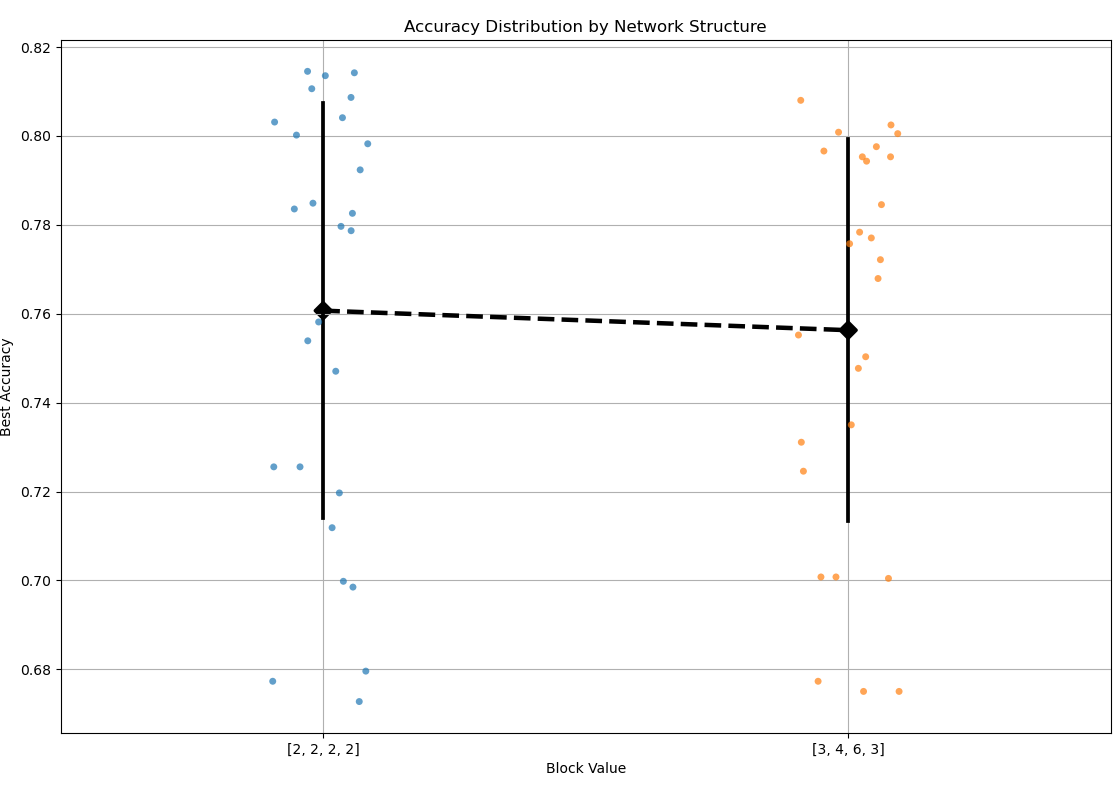 Accuracy Distribution by Network Structure
Best Accuracy
0.82
0.80
0.78
0.76
0.74
0.72
0.70
0.68
[2, 2, 2, 2]
[3, 4, 6, 3]
Block Value